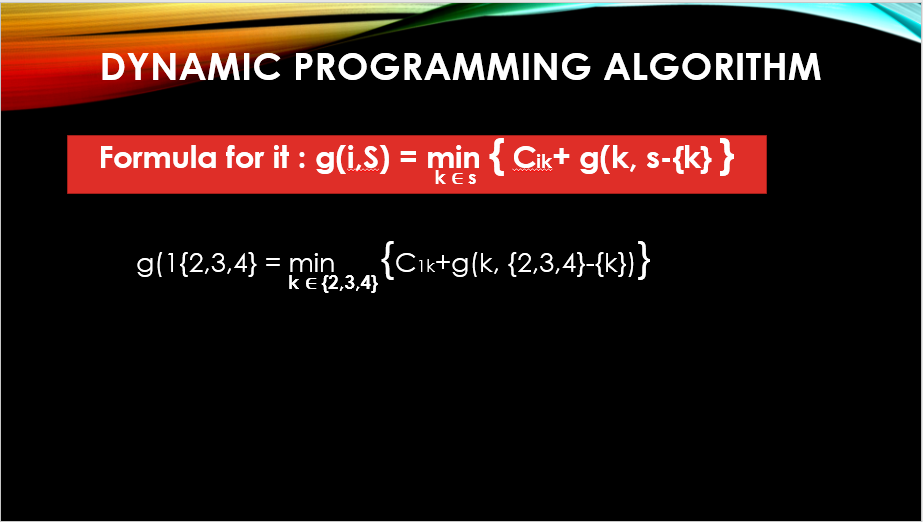 DYNAMIC PROGRAMMING ALGORITHM
Formula for it : g(i,S) = min { Cik+ g(k, s-{k} }
k ∈ s
g(1{2,3,4} = min {C1k+g(k, {2,3,4}-{k})}
k ∈ {2,3,4}